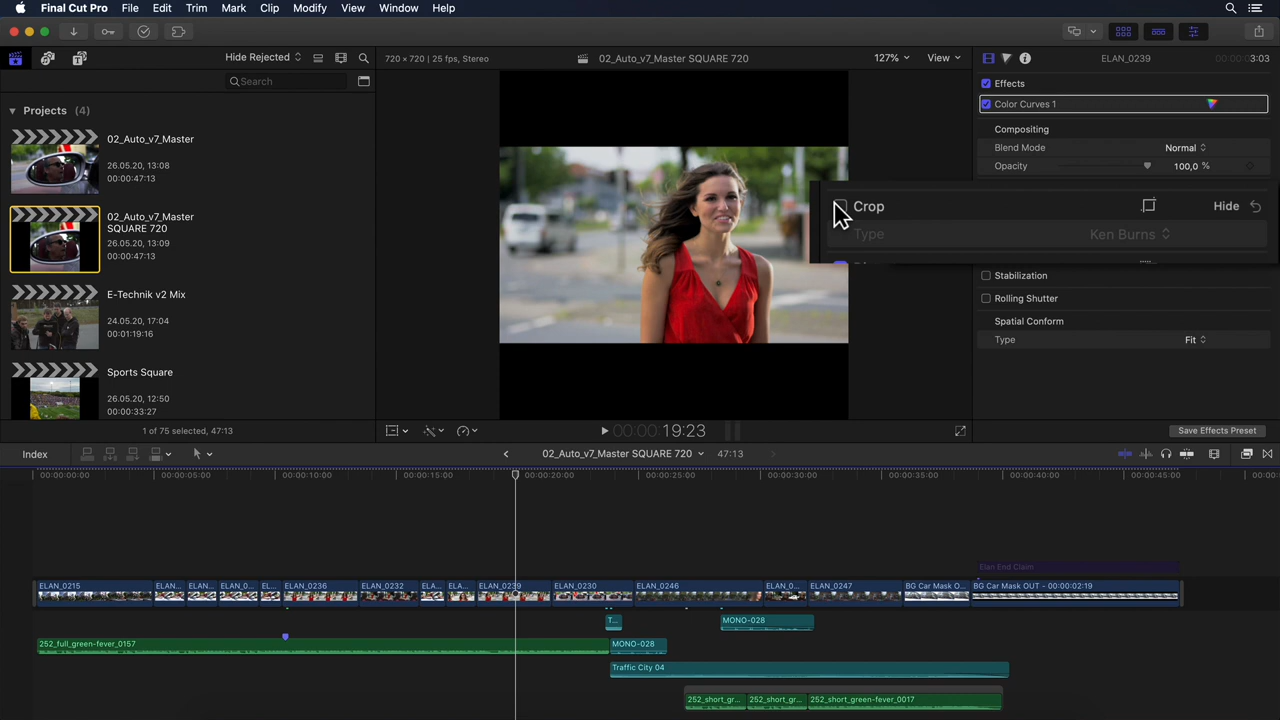 Final Cut Pro File Edit Trim Mark Clip Modify View Window Help
Hide Rejected
720 × 720 | 25 fps, Stereo
02_Auto_v7_Master SQUARE 720
127%
View
ELAN_0239
00:00:03:03
Search
Projects (4)
02_Auto_v7_Master
26.05.20, 13:08
00:00:47:13
02_Auto_v7_Master
SQUARE 720
26.05.20, 13:09
00:00:47:13
E-Technik v2 Mix
24.05.20, 17:04
00:01:19:16
Sports Square
26.05.20, 12:50
00:00:33:27
1 of 75 selected, 47:13
Effects
Color Curves 1
Compositing
Blend Mode Normal
Opacity 100,0 %
Crop Hide
Type Ken Burns
Stabilization
Rolling Shutter
Spatial Conform
Type Fit
00:00:00:19:23
Save Effects Preset
Index
02_Auto_v7_Master SQUARE 720
47:13
00:00:00:00 00:00:05:00 00:00:10:00 00:00:15:00 00:00:20:00 00:00:25:00 00:00:30:00 00:00:35:00 00:00:40:00 00:00:45:00
Elan End Claim
ELAN_0215 ELAN... ELAN... ELAN_0... EL... ELAN_0236 ELAN_0232 ELA... ELA... ELAN_0239 ELAN_0230 ELAN_0246 ELAN_0... ELAN_0247 BG Car Mask O... BG Car Mask OUT - 00:00:02:19
T... MONO-028
252_full_green-fever_0157 MONO-028
Traffic City 04
252_short_gr... 252_short_gr... 252_short_green-fever_0017